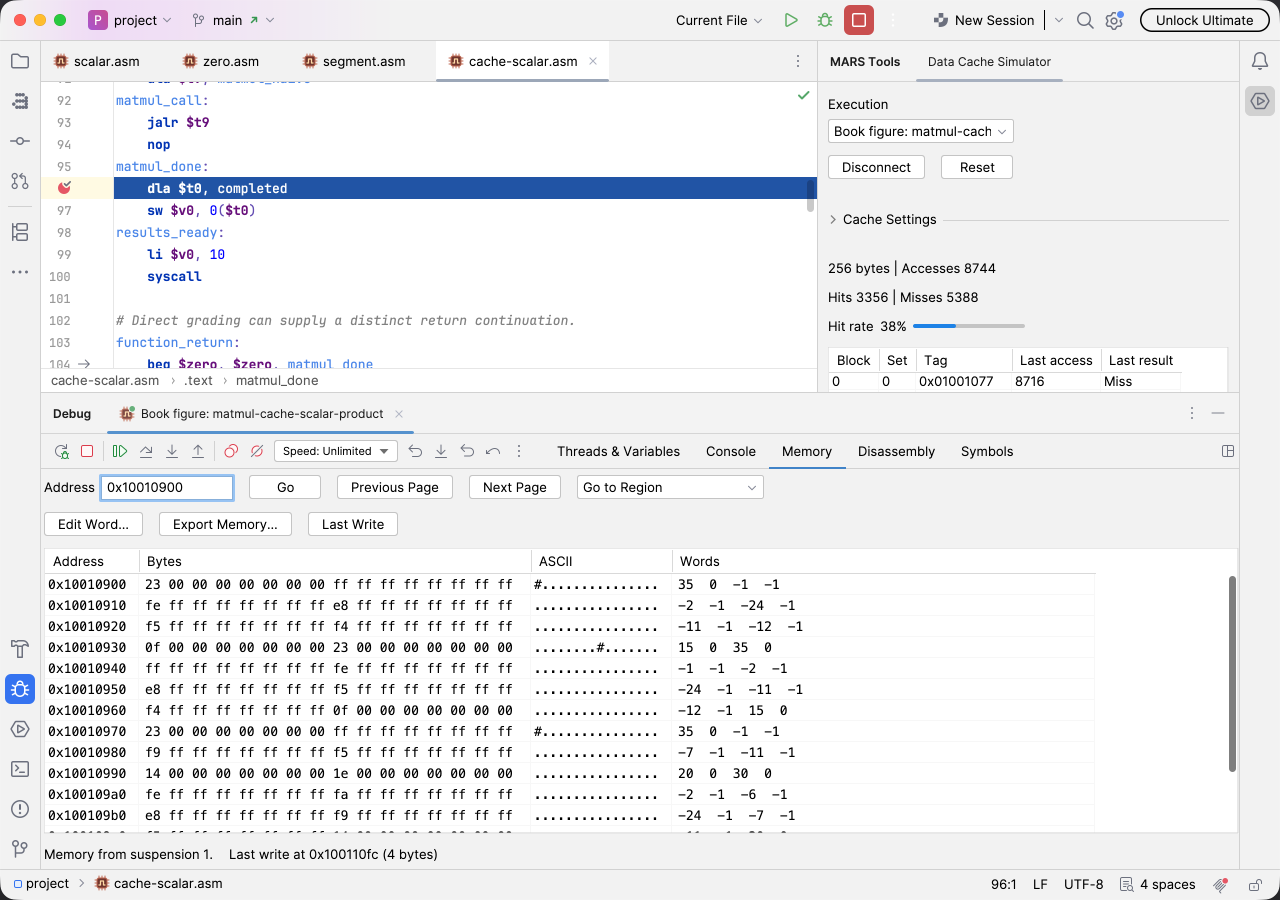 P project main Current File New Session Unlock Ultimate
scalar.asm zero.asm segment.asm cache-scalar.asm
MARS Tools Data Cache Simulator
92 matmul_call:
93 jalr $t9
94 nop
95 matmul_done:
dla $t0, completed
97 sw $v0, 0($t0)
98 results_ready:
99 li $v0, 10
100 syscall
101
102 # Direct grading can supply a distinct return continuation.
103 function_return:
104 beq $zero, $zero, matmul_done
cache-scalar.asm › .text › matmul_done
Execution
Book figure: matmul-cach
Disconnect Reset
Cache Settings
256 bytes | Accesses 8744
Hits 3356 | Misses 5388
Hit rate 38%
Block Set Tag Last access Last result
0 0 0x01001077 8716 Miss
Debug Book figure: matmul-cache-scalar-product
Speed: Unlimited Threads & Variables Console Memory Disassembly Symbols
Address 0x10010900 Go Previous Page Next Page Go to Region
Edit Word... Export Memory... Last Write
Address Bytes ASCII Words
0x10010900 23 00 00 00 00 00 00 00 ff ff ff ff ff ff ff ff #............... 35 0 -1 -1
0x10010910 fe ff ff ff ff ff ff ff e8 ff ff ff ff ff ff ff ................ -2 -1 -24 -1
0x10010920 f5 ff ff ff ff ff ff ff f4 ff ff ff ff ff ff ff ................ -11 -1 -12 -1
0x10010930 0f 00 00 00 00 00 00 00 23 00 00 00 00 00 00 00 ........#....... 15 0 35 0
0x10010940 ff ff ff ff ff ff ff ff fe ff ff ff ff ff ff ff ................ -1 -1 -2 -1
0x10010950 e8 ff ff ff ff ff ff ff f5 ff ff ff ff ff ff ff ................ -24 -1 -11 -1
0x10010960 f4 ff ff ff ff ff ff ff 0f 00 00 00 00 00 00 00 ................ -12 -1 15 0
0x10010970 23 00 00 00 00 00 00 00 ff ff ff ff ff ff ff ff #............... 35 0 -1 -1
0x10010980 f9 ff ff ff ff ff ff ff f5 ff ff ff ff ff ff ff ................ -7 -1 -11 -1
0x10010990 14 00 00 00 00 00 00 00 1e 00 00 00 00 00 00 00 ................ 20 0 30 0
0x100109a0 fe ff ff ff ff ff ff ff fa ff ff ff ff ff ff ff ................ -2 -1 -6 -1
0x100109b0 e8 ff ff ff ff ff ff ff f9 ff ff ff ff ff ff ff ................ -24 -1 -7 -1
Memory from suspension 1. Last write at 0x100110fc (4 bytes)
project › cache-scalar.asm 96:1 LF UTF-8 4 spaces